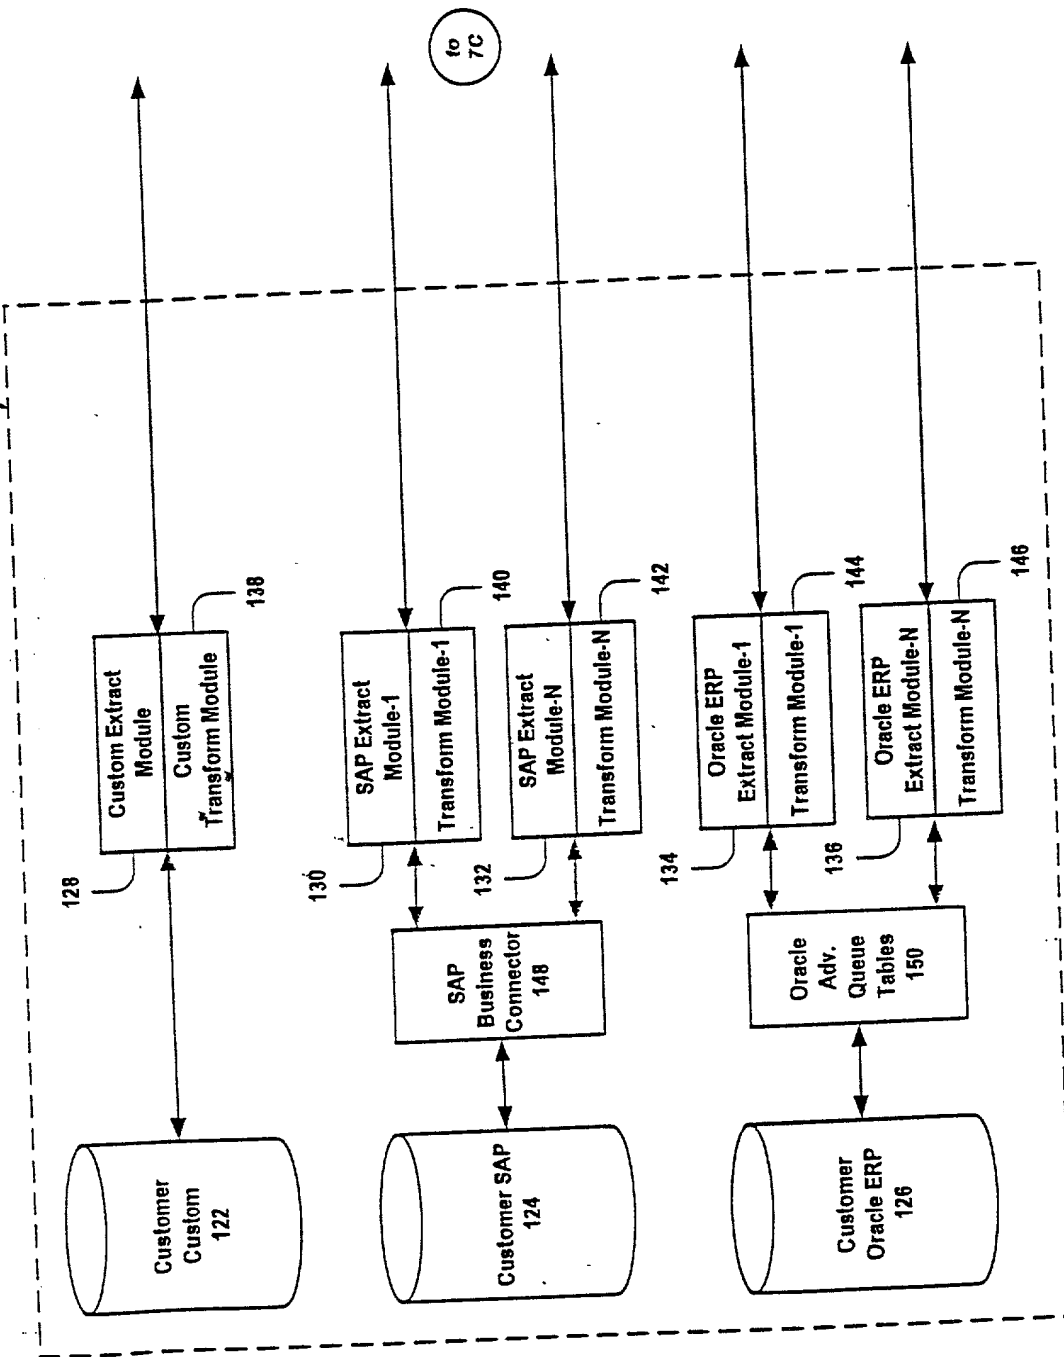 to
7C
Custom Extract
Module
Custom
Transform Module
128
138
Customer
Custom
122
SAP Extract
Module-1
Transform Module-1
130
140
SAP Extract
Module-N
Transform Module-N
132
142
SAP
Business
Connector
148
Customer SAP
124
Oracle ERP
Extract Module-1
Transform Module-1
134
144
Oracle ERP
Extract Module-N
Transform Module-N
136
146
Oracle
Adv.
Queue
Tables
150
Customer
Oracle ERP
126